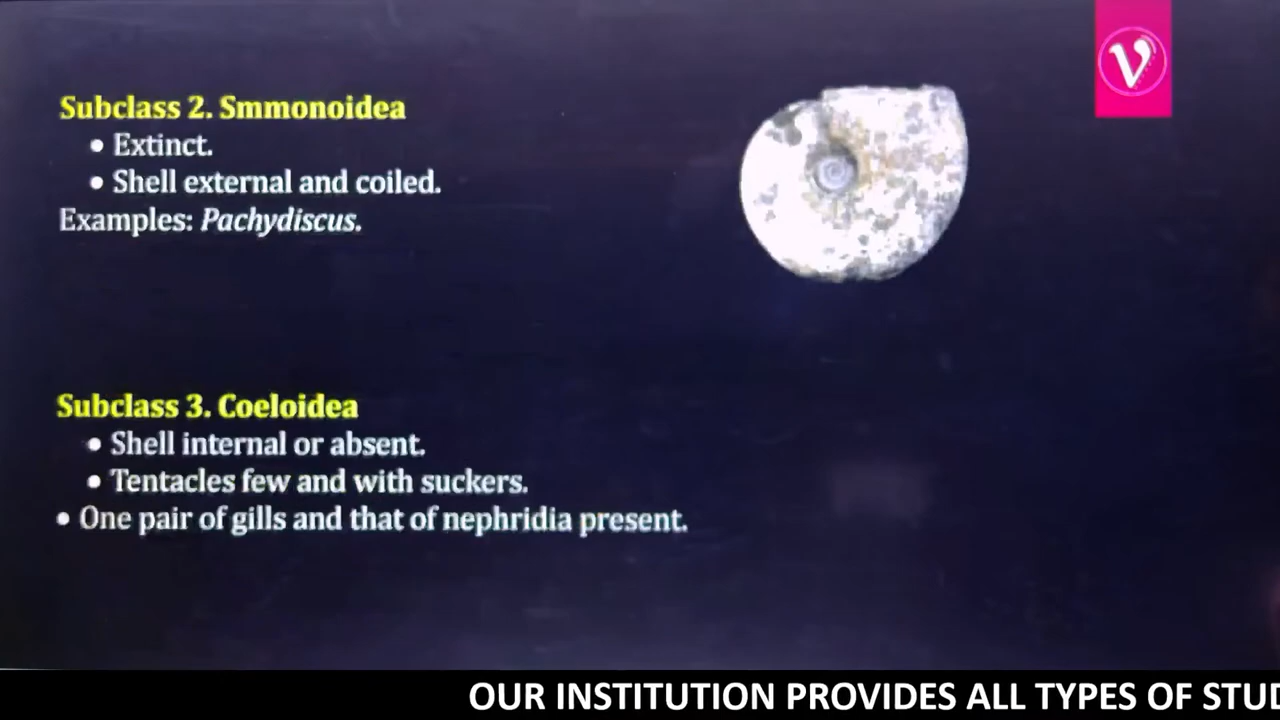 Subclass 2. Smmonoidea
• Extinct.
• Shell external and coiled.
Examples: Pachydiscus.
Subclass 3. Coeloidea
• Shell internal or absent.
• Tentacles few and with suckers.
• One pair of gills and that of nephridia present.
V
OUR INSTITUTION PROVIDES ALL TYPES OF STUD